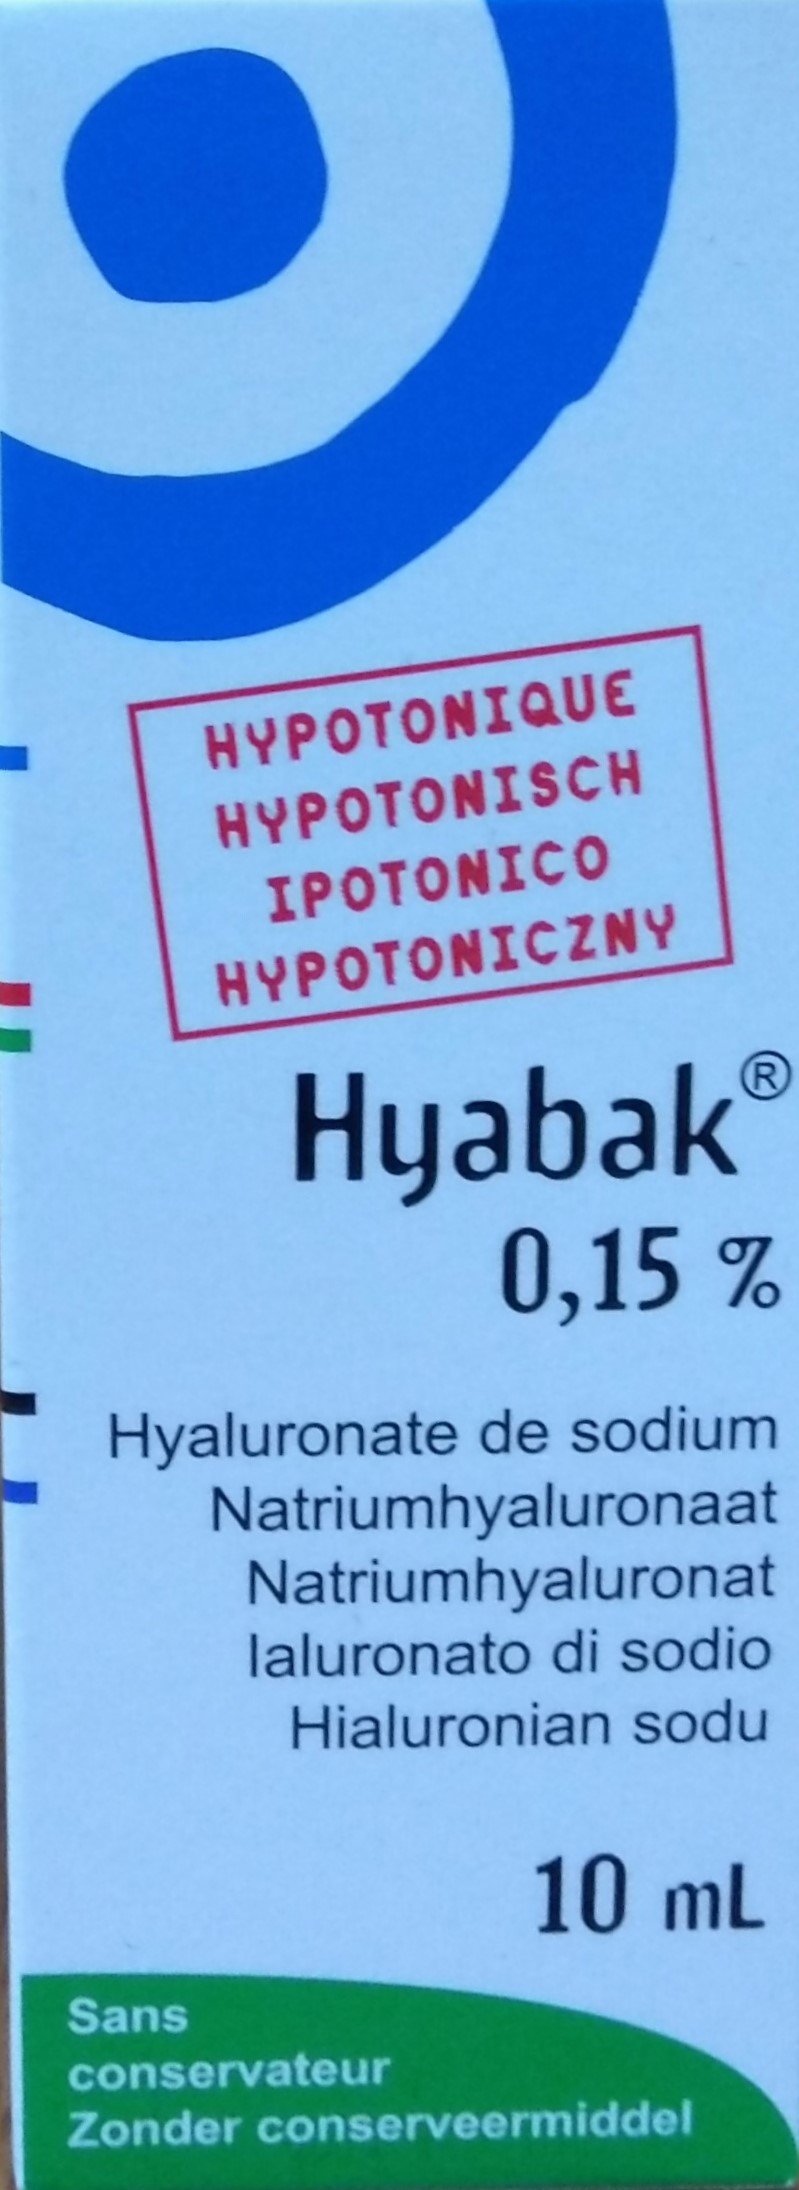 HYPOTONIQUE
HYPOTONISCH
IPOTONICO
HYPOTONICZNY
Hyabak®
0,15 %
Hyaluronate de sodium
Natriumhyaluronaat
Natriumhyaluronat
Ialuronato di sodio
Hialuronian sodu
10 mL
Sans
conservateur
Zonder conserveermiddel